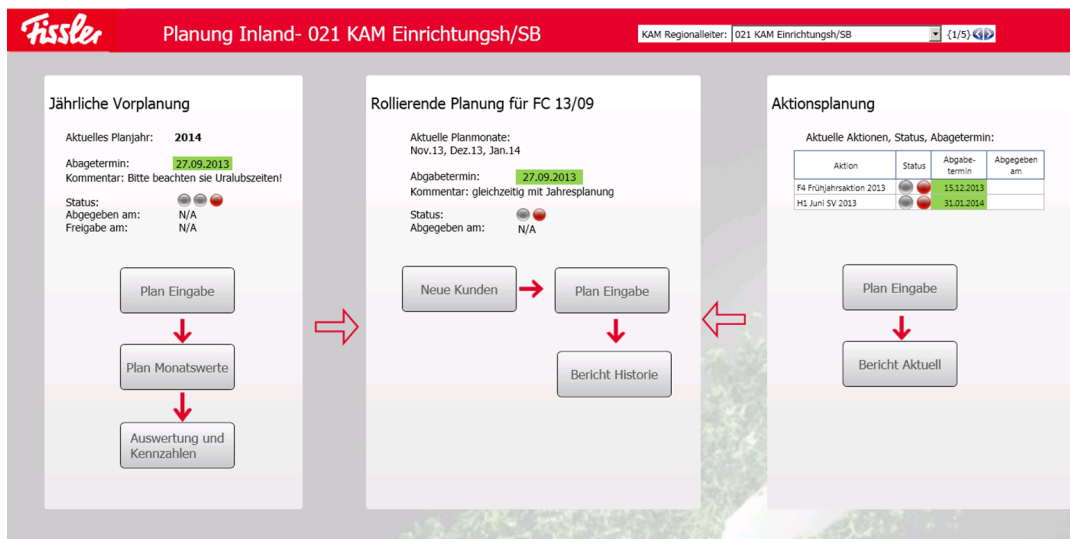 Fissler
Planung Inland- 021 KAM Einrichtungsh/SB
KAM Regionalleiter: 021 KAM Einrichtungsh/SB {1/5}
Jährliche Vorplanung
Aktuelles Planjahr: 2014
Abagetermin: 27.09.2013
Kommentar: Bitte beachten sie Uralubszeiten!
Status:
Abgegeben am: N/A
Freigabe am: N/A
Plan Eingabe
Plan Monatswerte
Auswertung und
Kennzahlen
Rollierende Planung für FC 13/09
Aktuelle Planmonate:
Nov.13, Dez.13, Jan.14
Abgabetermin: 27.09.2013
Kommentar: gleichzeitig mit Jahresplanung
Status:
Abgegeben am: N/A
Neue Kunden
Plan Eingabe
Bericht Historie
Aktionsplanung
Aktuelle Aktionen, Status, Abagetermin:
Aktion Status Abgabe-
termin Abgegeben
am
F4 Frühjahrsaktion 2013 15.12.2013
H1 Juni SV 2013 31.01.2014
Plan Eingabe
Bericht Aktuell